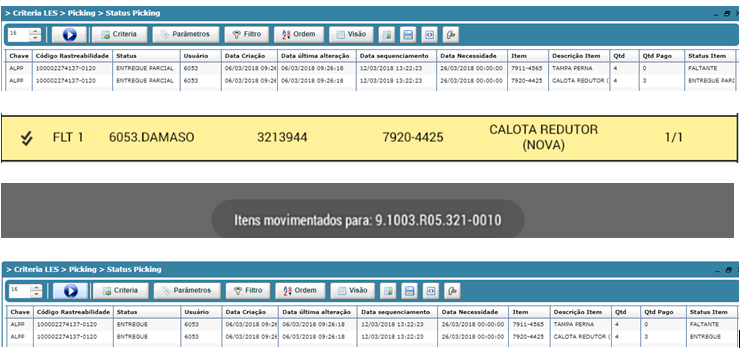 > Criteria LES > Picking > Status Picking
16 Criteria Parámetros Filtro Ordem Visão
Chave Código Rastreabilidade Status Usuário Data Criação Data última alteração Data sequenciamento Data Necessidade Item Descrição Item Qtd Qtd Pago Status Item
ALPP 100002274137-0120 ENTREGUE PARCIAL 6053 06/03/2018 09:26 06/03/2018 09:26:18 12/03/2018 13:22:23 26/03/2018 00:00:00 7911-4565 TAMPA PERNA 4 0 FALTANTE
ALPP 100002274137-0120 ENTREGUE PARCIAL 6053 06/03/2018 09:26 06/03/2018 09:26:18 12/03/2018 13:22:23 26/03/2018 00:00:00 7920-4425 CALOTA REDUTOR ( 4 3 ENTREGUE PARC
FLT 1 6053.DAMASO 3213944 7920-4425 CALOTA REDUTOR (NOVA) 1/1
Itens movimentados para: 9.1003.R05.321-0010
> Criteria LES > Picking > Status Picking
16 Criteria Parámetros Filtro Ordem Visão
Chave Código Rastreabilidade Status Usuário Data Criação Data última alteração Data sequenciamento Data Necessidade Item Descrição Item Qtd Qtd Pago Status Item
ALPP 100002274137-0120 ENTREGUE 6053 06/03/2018 09:26 06/03/2018 09:26:18 12/03/2018 13:22:23 26/03/2018 00:00:00 7911-4565 TAMPA PERNA 4 0 FALTANTE
ALPP 100002274137-0120 ENTREGUE 6053 06/03/2018 09:26 06/03/2018 09:26:18 12/03/2018 13:22:23 26/03/2018 00:00:00 7920-4425 CALOTA REDUTOR ( 4 3 ENTREGUE